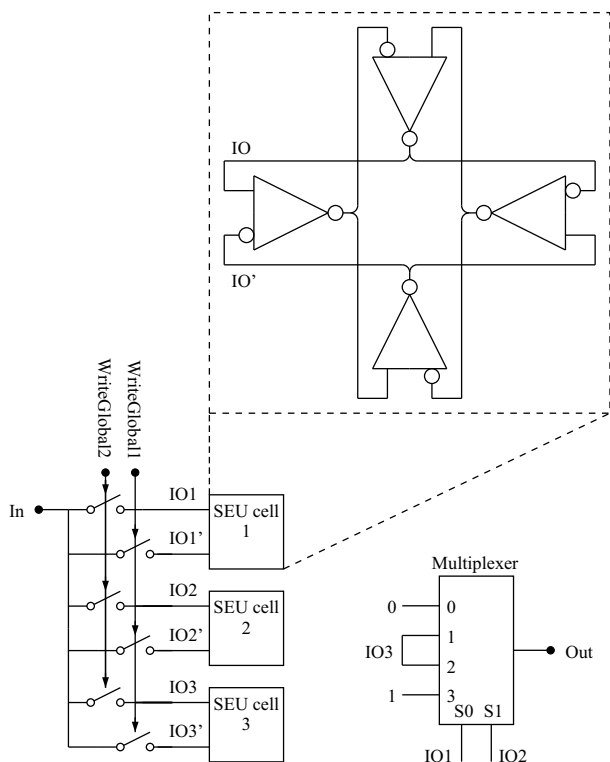 IO
IO’
WriteGlobal2
WriteGlobal1
In
IO1
SEU cell
1
IO1’
IO2
SEU cell
2
IO2’
IO3
SEU cell
3
IO3’
Multiplexer
0 0
1
IO3
2
1 3
S0 S1
Out
IO1 IO2